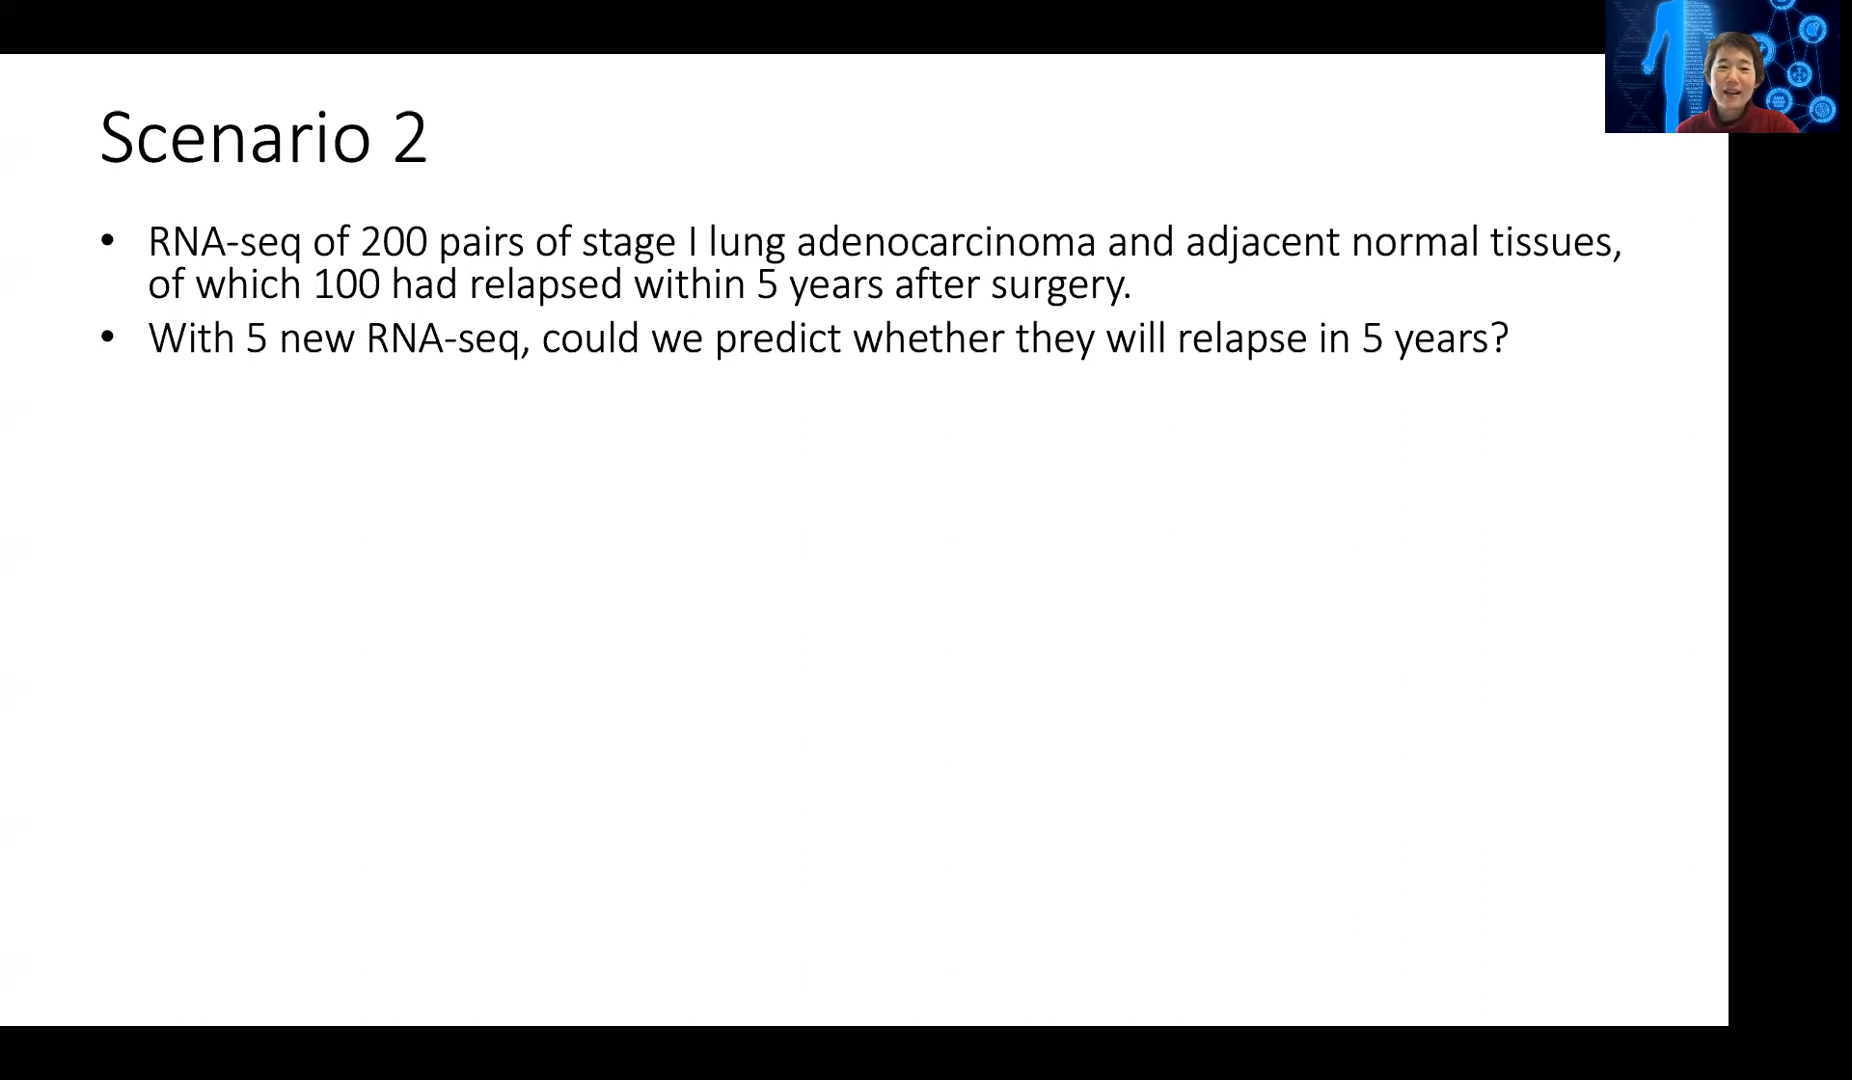 Scenario 2
• RNA-seq of 200 pairs of stage I lung adenocarcinoma and adjacent normal tissues,
of which 100 had relapsed within 5 years after surgery.
• With 5 new RNA-seq, could we predict whether they will relapse in 5 years?